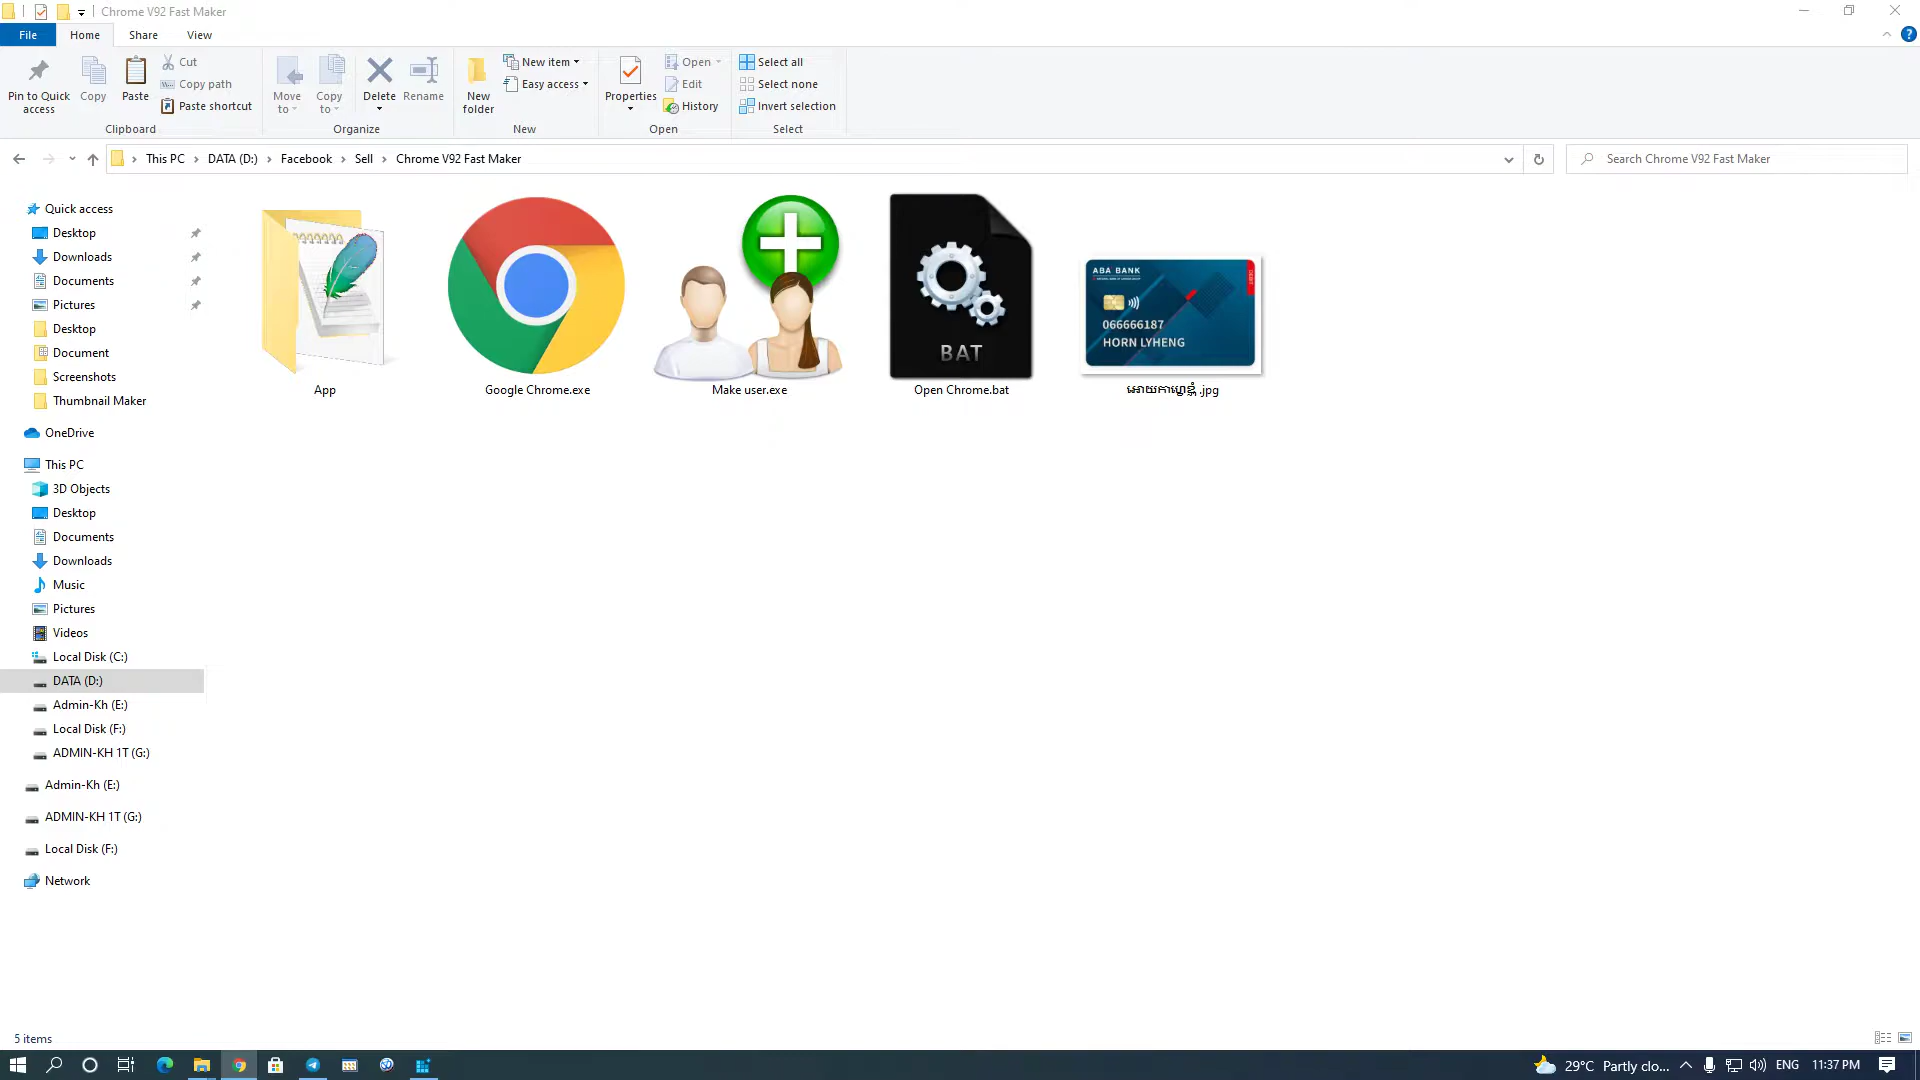 Chrome V92 Fast Maker
File Home Share View
Pin to Quick access
Copy
Paste
Cut
Copy path
Paste shortcut
Clipboard
Move to
Copy to
Delete
Rename
Organize
New folder
New item
Easy access
New
Properties
Open
Edit
History
Open
Select all
Select none
Invert selection
Select
This PC > DATA (D:) > Facebook > Sell > Chrome V92 Fast Maker
Search Chrome V92 Fast Maker
Quick access
Desktop
Downloads
Documents
Pictures
Desktop
Document
Screenshots
Thumbnail Maker
OneDrive
This PC
3D Objects
Desktop
Documents
Downloads
Music
Pictures
Videos
Local Disk (C:)
DATA (D:)
Admin-Kh (E:)
Local Disk (F:)
ADMIN-KH 1T (G:)
Admin-Kh (E:)
ADMIN-KH 1T (G:)
Local Disk (F:)
Network
App
Google Chrome.exe
Make user.exe
BAT
Open Chrome.bat
ABA BANK
066666187
HORN LYHENG
.jpg
5 items
29°C Partly clo...
ENG
11:37 PM